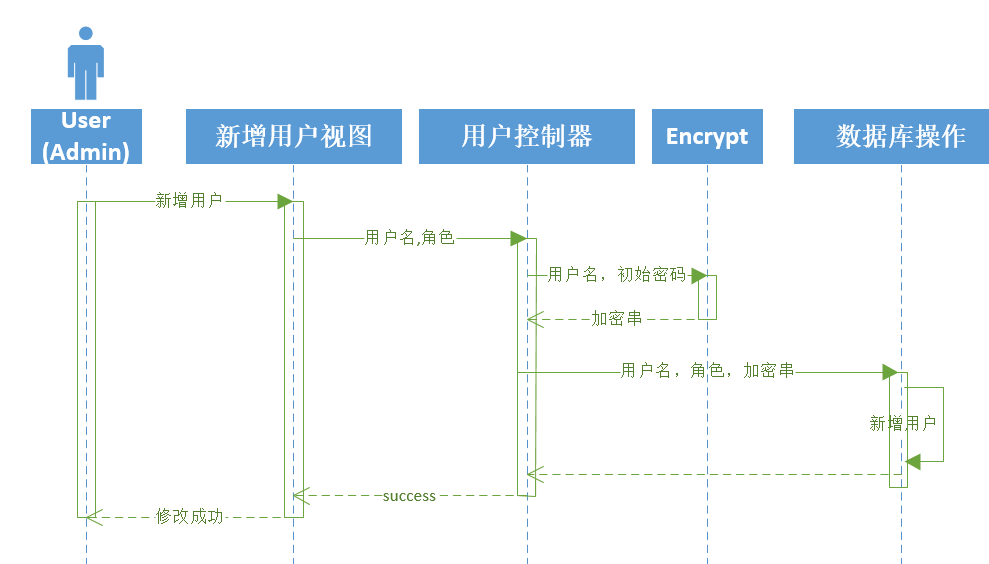 User
(Admin)
新增用户视图
用户控制器
Encrypt
数据库操作
新增用户
用户名,角色
用户名，初始密码
加密串
用户名，角色，加密串
新增用户
success
修改成功